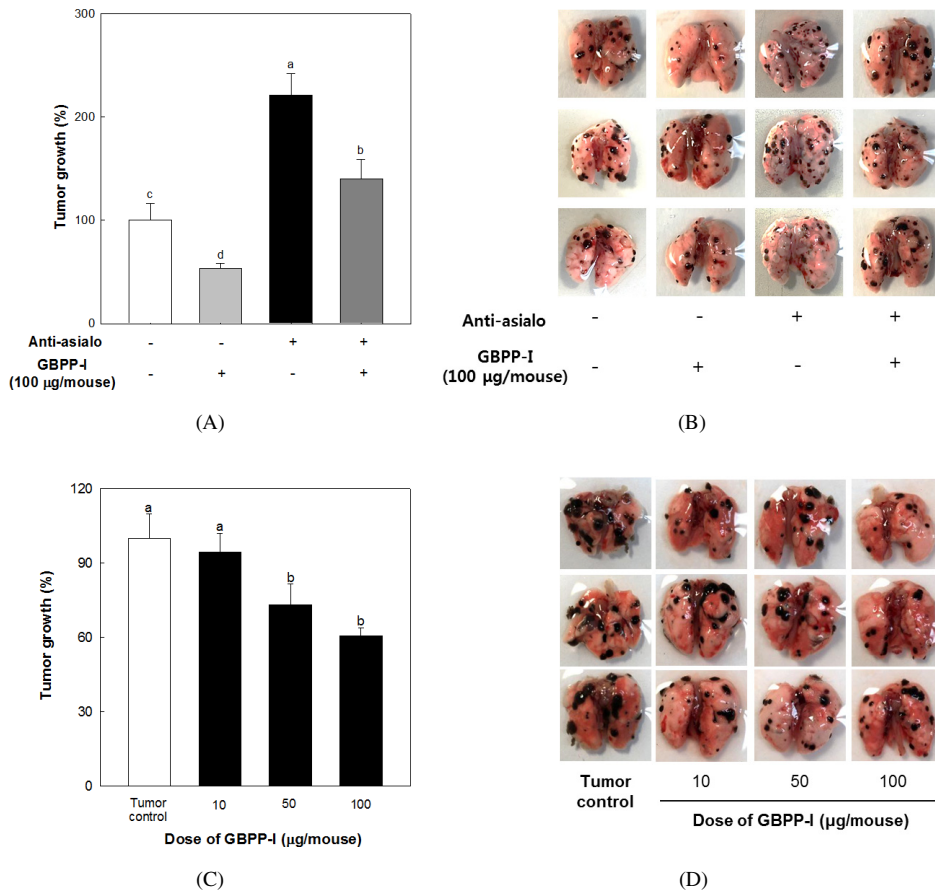 300
200
100
0
Tumor growth (%)
c
d
a
b
Anti-asialo - - + +
GBPP-I
(100 μg/mouse) - + - +
(A)
Anti-asialo - - + +
GBPP-I
(100 μg/mouse) - + - +
(B)
120
90
60
30
0
Tumor growth (%)
a
a
b
b
Tumor
control 10 50 100
Dose of GBPP-I (μg/mouse)
(C)
Tumor
control 10 50 100
Dose of GBPP-I (μg/mouse)
(D)